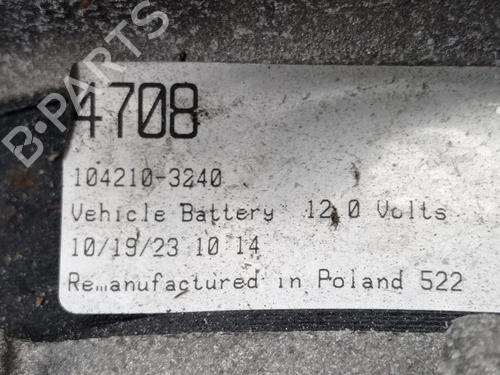 B-PARTS
4708
104210-3240
Vehicle Battery 12.0 Volts
10/19/23 10 14
Remanufactured in Poland 522